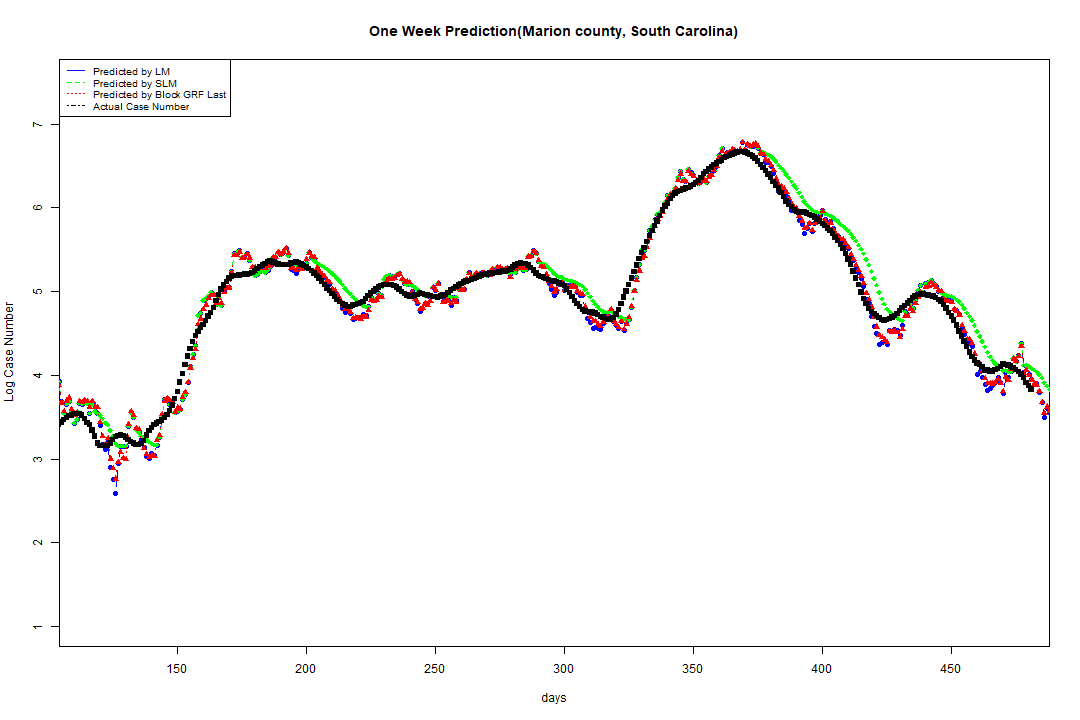 One Week Prediction(Marion county, South Carolina)
Predicted by LM
Predicted by SLM
Predicted by Block GRF Last
Actual Case Number
7
6
5
4
3
2
1
Log Case Number
150 200 250 300 350 400 450
days